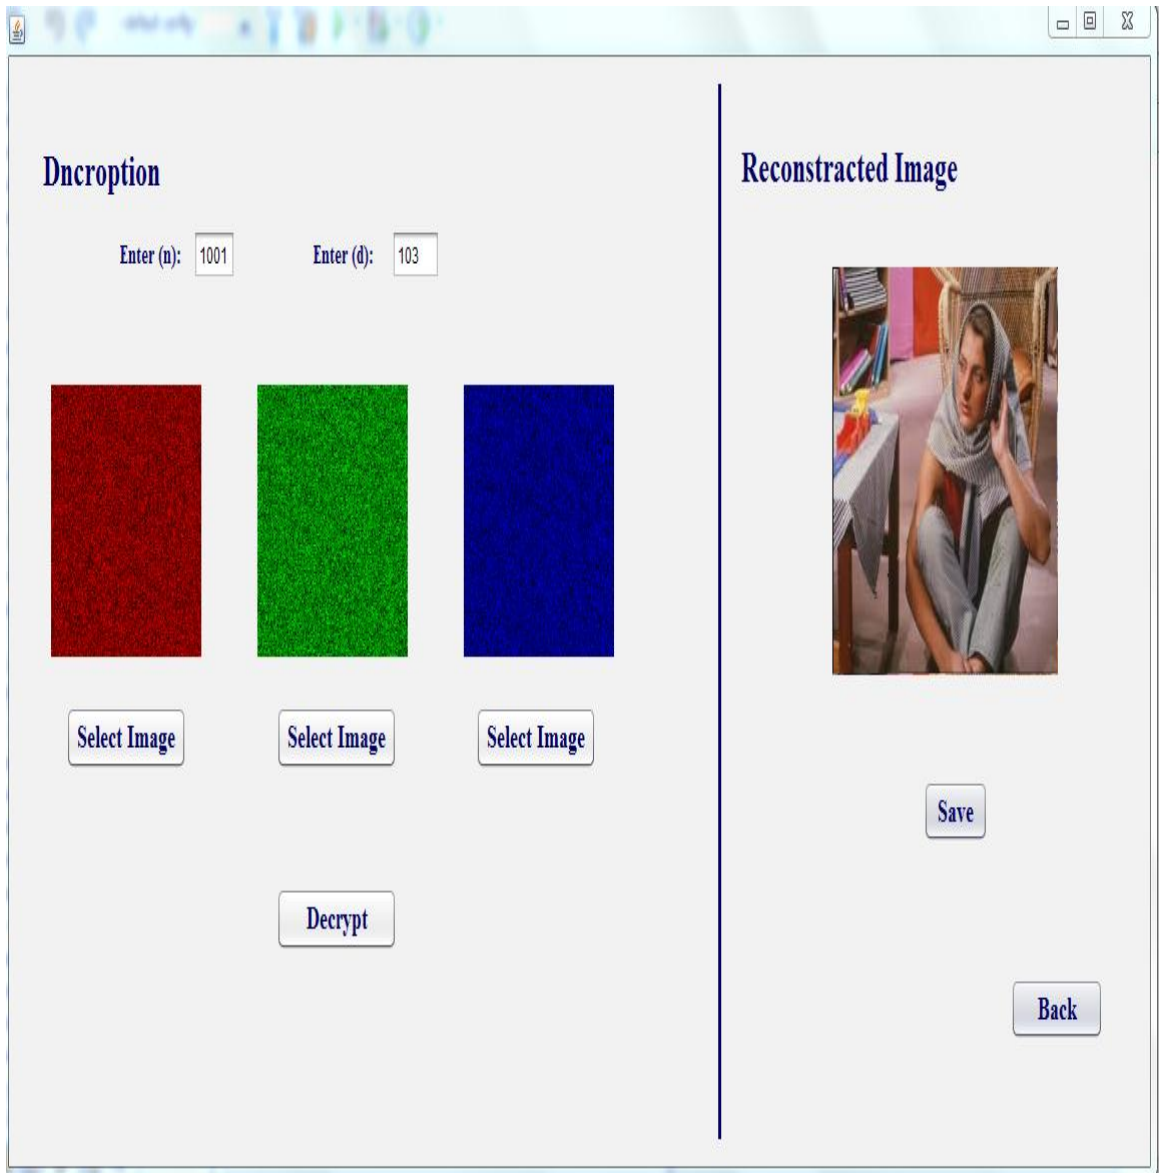 Dncroption
Enter (n): 1001 Enter (d): 103
Select Image Select Image Select Image
Decrypt
Reconstracted Image
Save
Back